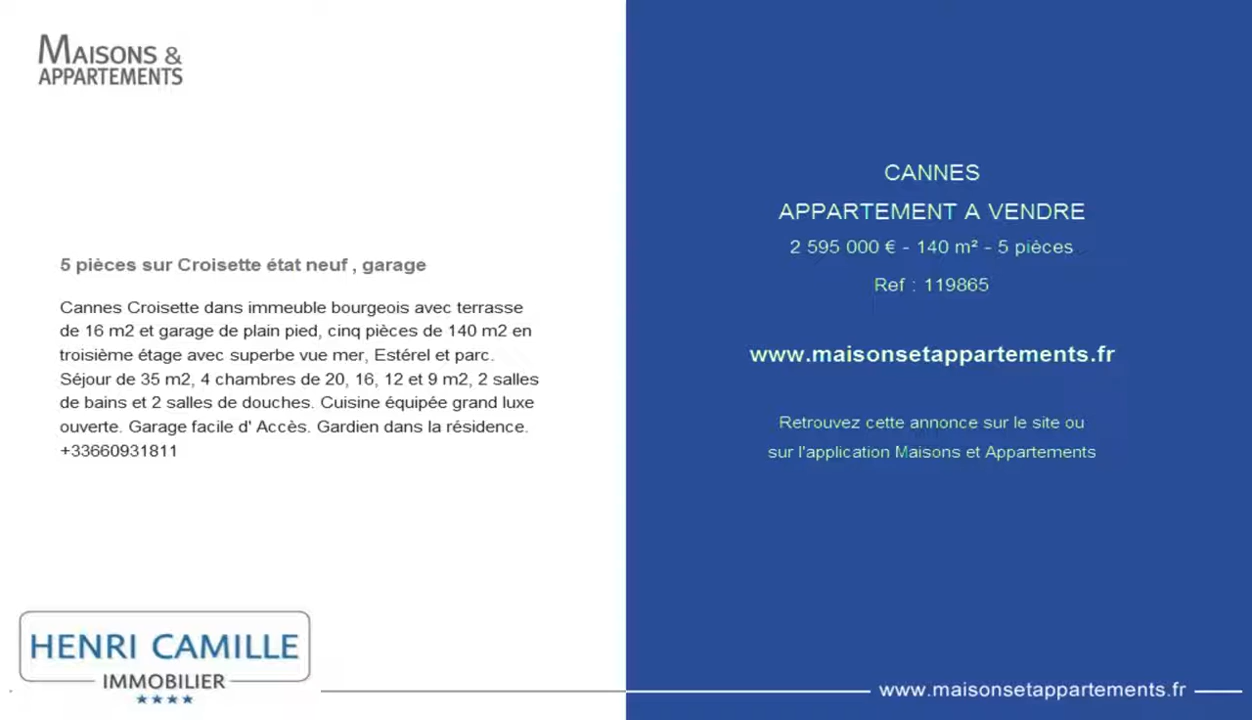 MAISONS &
APPARTEMENTS
5 pièces sur Croisette état neuf , garage
Cannes Croisette dans immeuble bourgeois avec terrasse
de 16 m2 et garage de plain pied, cinq pièces de 140 m2 en
troisième étage avec superbe vue mer, Estérel et parc.
Séjour de 35 m2, 4 chambres de 20, 16, 12 et 9 m2, 2 salles
de bains et 2 salles de douches. Cuisine équipée grand luxe
ouverte. Garage facile d' Accès. Gardien dans la résidence.
+33660931811
HENRI CAMILLE
IMMOBILIER
CANNES
APPARTEMENT A VENDRE
2 595 000 € - 140 m² - 5 pièces
Ref : 119865
www.maisonsetappartements.fr
Retrouvez cette annonce sur le site ou
sur l'application Maisons et Appartements
www.maisonsetappartements.fr